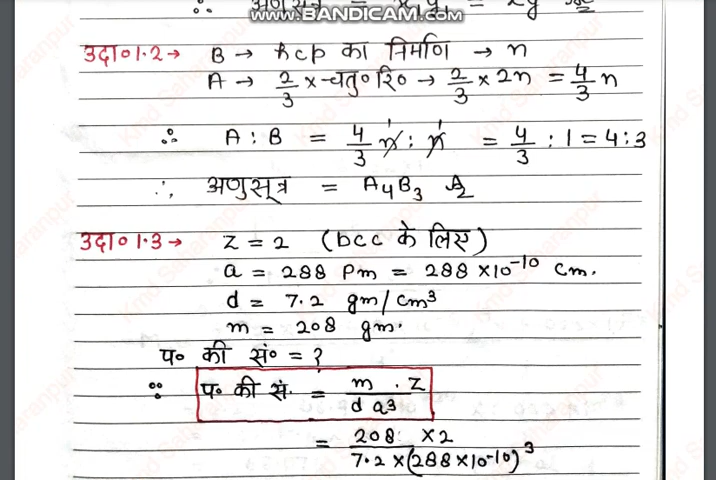 ∴ अणुसूत्र = = xy
WWW.BANDICAM.COM
उदा० 1.2 → B → hcp का निर्माण → n
A → 2/3 × चतु० रि० → 2/3 × 2n = 4/3 n
∴ A : B = 4/3 n : n = 4/3 : 1 = 4:3
∴ अणुसूत्र = A₄B₃
उदा० 1.3 → Z = 2 (bcc के लिए)
a = 288 Pm = 288 × 10⁻¹⁰ cm.
d = 7.2 gm/cm³
m = 208 gm.
प० की सं० = ?
∵ प० की सं. = m . Z / d a³
= 208 × 2 / 7.2 × (288 × 10⁻¹⁰)³